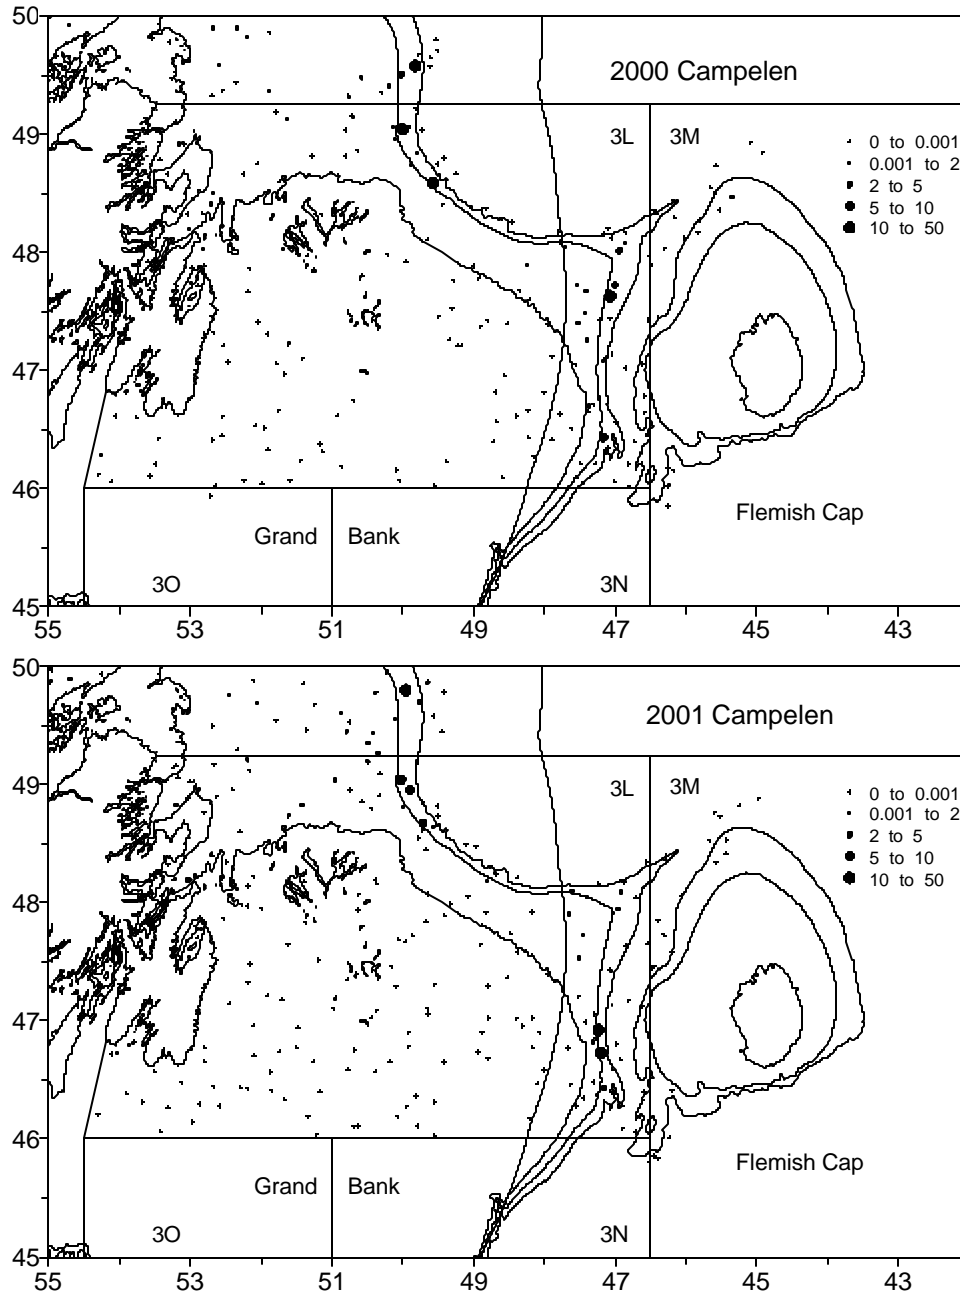 50
2000 Campelen
49
3L 3M
0 to 0.001
0.001 to 2
2 to 5
5 to 10
10 to 50
48
47
46
Flemish Cap
Grand Bank
3O 3N
45
55 53 51 49 47 45 43
50
2001 Campelen
49
3L 3M
0 to 0.001
0.001 to 2
2 to 5
5 to 10
10 to 50
48
47
46
Flemish Cap
Grand Bank
3O 3N
45
55 53 51 49 47 45 43